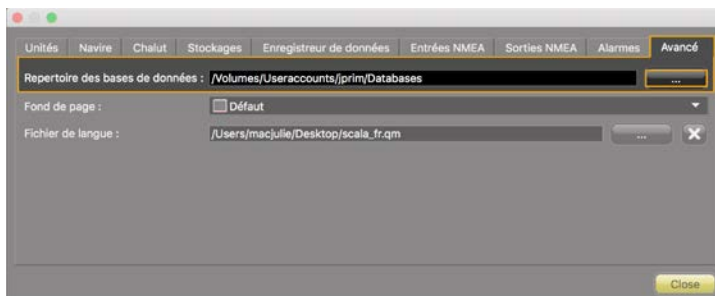 Unités Navire Chalut Stockages Enregistreur de données Entrées NMEA Sorties NMEA Alarmes Avancé
Repertoire des bases de données : /Volumes/Useraccounts/jprim/Databases ...
Fond de page : Défaut
Fichier de langue : /Users/macjulie/Desktop/scala_fr.qm ...
Close